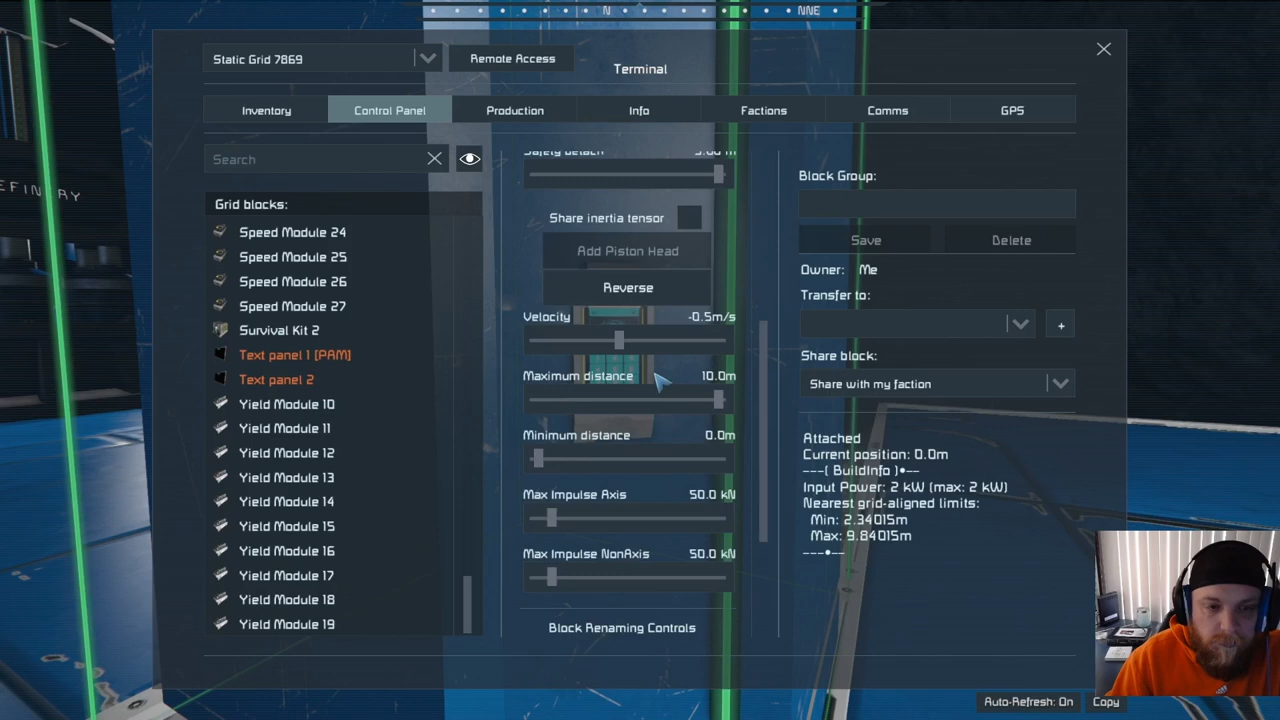 N
NNE
Static Grid 7869
Remote Access
Terminal
Inventory
Control Panel
Production
Info
Factions
Comms
GPS
Search
EFINERY
Grid blocks:
Speed Module 24
Speed Module 25
Speed Module 26
Speed Module 27
Survival Kit 2
Text panel 1 [PAM]
Text panel 2
Yield Module 10
Yield Module 11
Yield Module 12
Yield Module 13
Yield Module 14
Yield Module 15
Yield Module 16
Yield Module 17
Yield Module 18
Yield Module 19
Safety detach 5.00 m
Share inertia tensor
Add Piston Head
Reverse
Velocity -0.5m/s
Maximum distance 10.0m
Minimum distance 0.0m
Max Impulse Axis 50.0 kN
Max Impulse NonAxis 50.0 kN
Block Renaming Controls
Block Group:
Save
Delete
Owner: Me
Transfer to:
+
Share block:
Share with my faction
Attached
Current position: 0.0m
---( BuildInfo )•--
Input Power: 2 kW (max: 2 kW)
Nearest grid-aligned limits:
Min: 2.34015m
Max: 9.84015m
---•--
Auto-Refresh: On
Copy